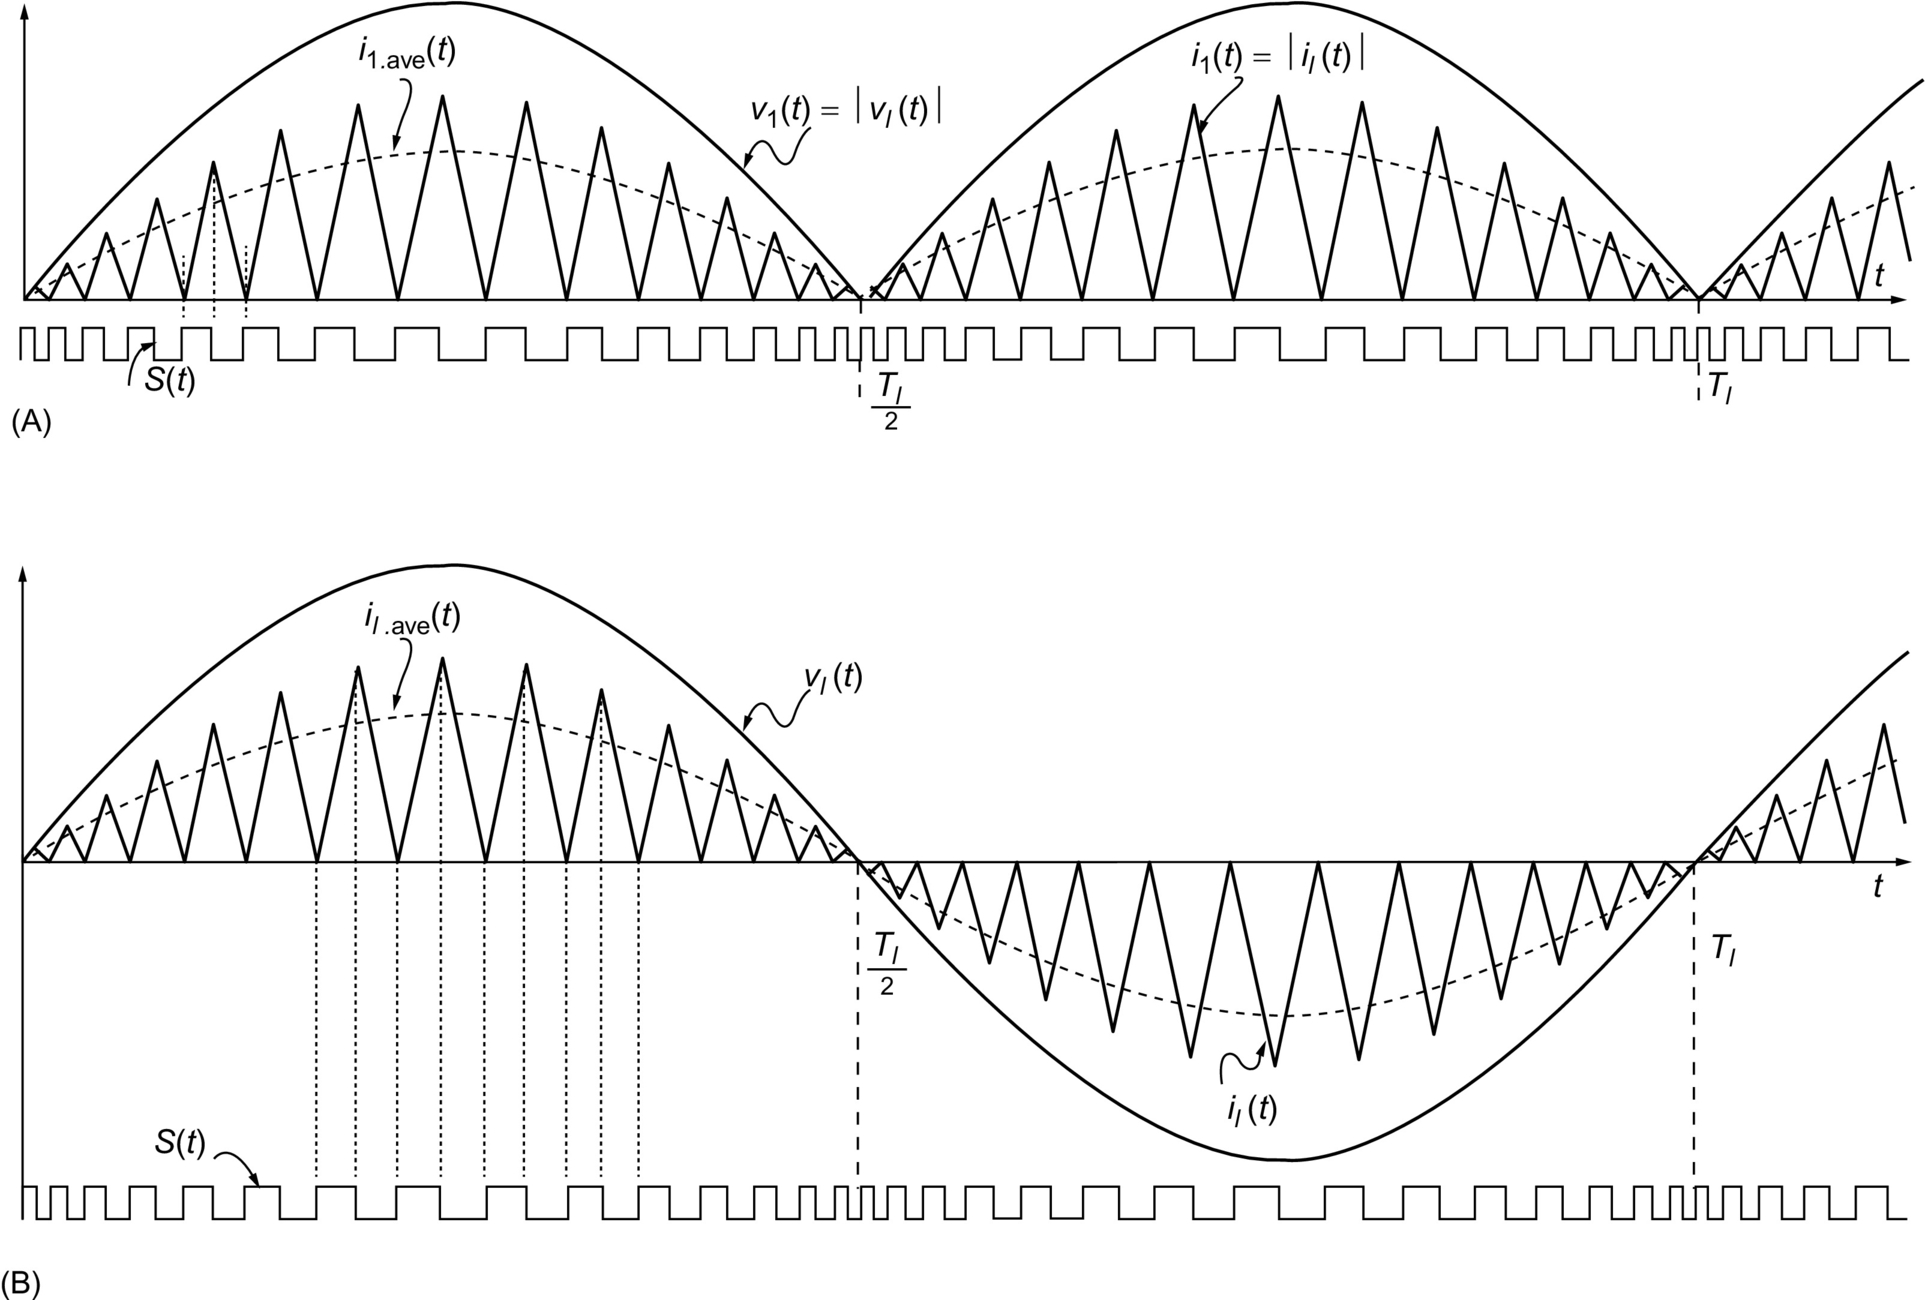 i1.ave(t)
v1(t) = |vl(t)|
i1(t) = |il(t)|
t
S(t)
Tl
2
Tl
(A)
il.ave(t)
vl(t)
t
Tl
2
Tl
il(t)
S(t)
(B)